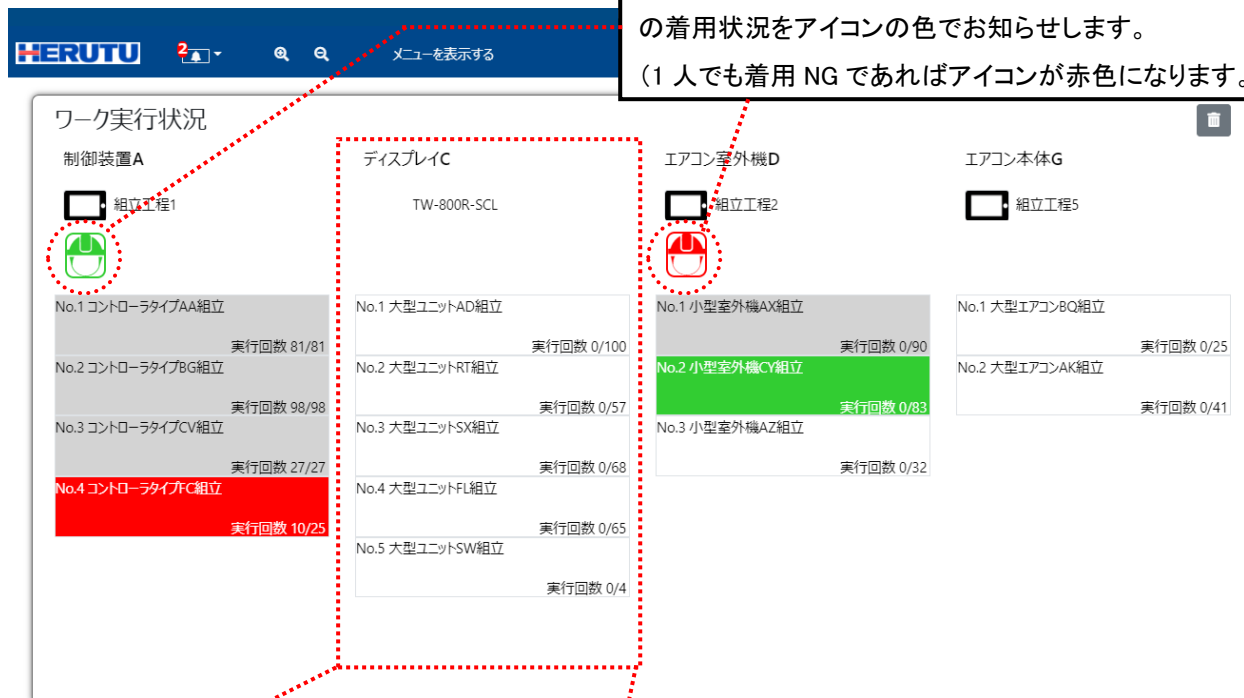 の着用状況をアイコンの色でお知らせします。
(1 人でも着用 NG であればアイコンが赤色になります。
HERUTU
2
メニューを表示する
ワーク実行状況
制御装置A
組立工程1
No.1 コントローラタイプAA組立
実行回数 81/81
No.2 コントローラタイプBG組立
実行回数 98/98
No.3 コントローラタイプCV組立
実行回数 27/27
No.4 コントローラタイプFC組立
実行回数 10/25
ディスプレイC
TW-800R-SCL
No.1 大型ユニットAD組立
実行回数 0/100
No.2 大型ユニットRT組立
実行回数 0/57
No.3 大型ユニットSX組立
実行回数 0/68
No.4 大型ユニットFL組立
実行回数 0/65
No.5 大型ユニットSW組立
実行回数 0/4
エアコン室外機D
組立工程2
No.1 小型室外機AX組立
実行回数 0/90
No.2 小型室外機CY組立
実行回数 0/83
No.3 小型室外機AZ組立
実行回数 0/32
エアコン本体G
組立工程5
No.1 大型エアコンBQ組立
実行回数 0/25
No.2 大型エアコンAK組立
実行回数 0/41